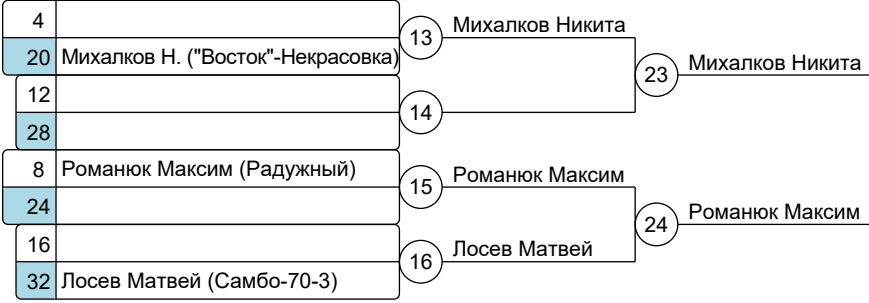 4
20 Михалков Н. ("Восток"-Некрасовка)
13 Михалков Никита
12
28
14
23 Михалков Никита
8 Романюк Максим (Радужный)
24
15 Романюк Максим
16
32 Лосев Матвей (Самбо-70-3)
16 Лосев Матвей
24 Романюк Максим